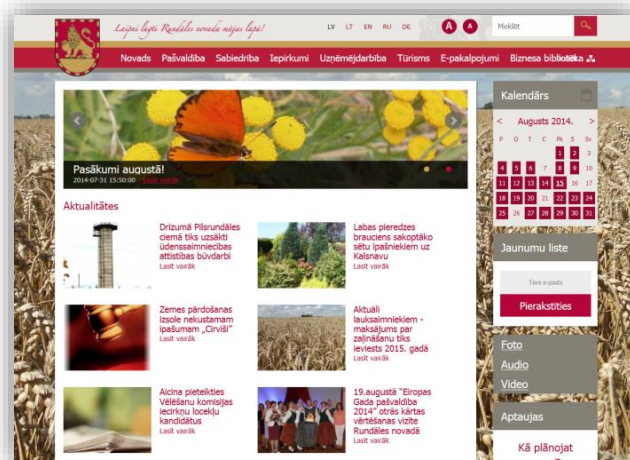 Laipni lūgti Rundāles novada mājas lapā!
LV LT EN RU DE
A A
Meklēt
Novads Pašvaldība Sabiedrība Iepirkumi Uzņēmējdarbība Tūrisms E-pakalpojumi Biznesa bibliotēka
Pasākumi augustā!
2014-07-31 15:50:00 Lasīt vairāk
Aktualitātes
Drīzumā Pilsrundāles
ciemā tiks uzsākti
ūdenssaimniecības
attīstības būvdarbi
Lasīt vairāk
Labas pieredzes
brauciens sakoptāko
sētu īpašniekiem uz
Kalsnavu
Lasīt vairāk
Zemes pārdošanas
izsole nekustamam
īpašumam „Cīrvīši”
Lasīt vairāk
Aktuāli
lauksaimniekiem -
maksājums par
zaļināšanu tiks
ieviests 2015. gadā
Lasīt vairāk
Aicina pieteikties
Vēlēšanu komisijas
iecirkņu locekļu
kandidātus
Lasīt vairāk
19.augustā "Eiropas
Gada pašvaldība
2014" otrās kārtas
vērtēšanas vizīte
Rundāles novadā
Lasīt vairāk
Kalendārs
< Augusts 2014. >
P O T C Pk S Sv
1 2 3
4 5 6 7 8 9 10
11 12 13 14 15 16 17
18 19 20 21 22 23 24
25 26 27 28 29 30 31
Jaunumu liste
Tavs e-pasts
Pierakstīties
Foto
Audio
Video
Aptaujas
Kā plānojat